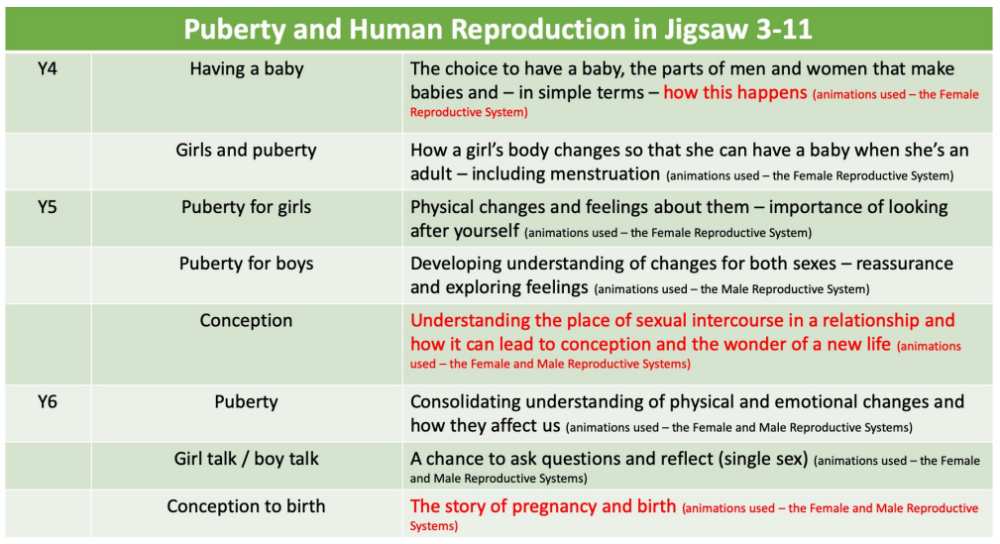 Puberty and Human Reproduction in Jigsaw 3-11
Y4
Having a baby
The choice to have a baby, the parts of men and women that make
babies and – in simple terms – how this happens (animations used – the Female
Reproductive System)
Girls and puberty
How a girl’s body changes so that she can have a baby when she’s an
adult – including menstruation (animations used – the Female Reproductive System)
Y5
Puberty for girls
Physical changes and feelings about them – importance of looking
after yourself (animations used – the Female Reproductive System)
Puberty for boys
Developing understanding of changes for both sexes – reassurance
and exploring feelings (animations used – the Male Reproductive System)
Conception
Understanding the place of sexual intercourse in a relationship and
how it can lead to conception and the wonder of a new life (animations
used – the Female and Male Reproductive Systems)
Y6
Puberty
Consolidating understanding of physical and emotional changes and
how they affect us (animations used – the Female and Male Reproductive Systems)
Girl talk / boy talk
A chance to ask questions and reflect (single sex) (animations used – the Female
and Male Reproductive Systems)
Conception to birth
The story of pregnancy and birth (animations used – the Female and Male Reproductive
Systems)